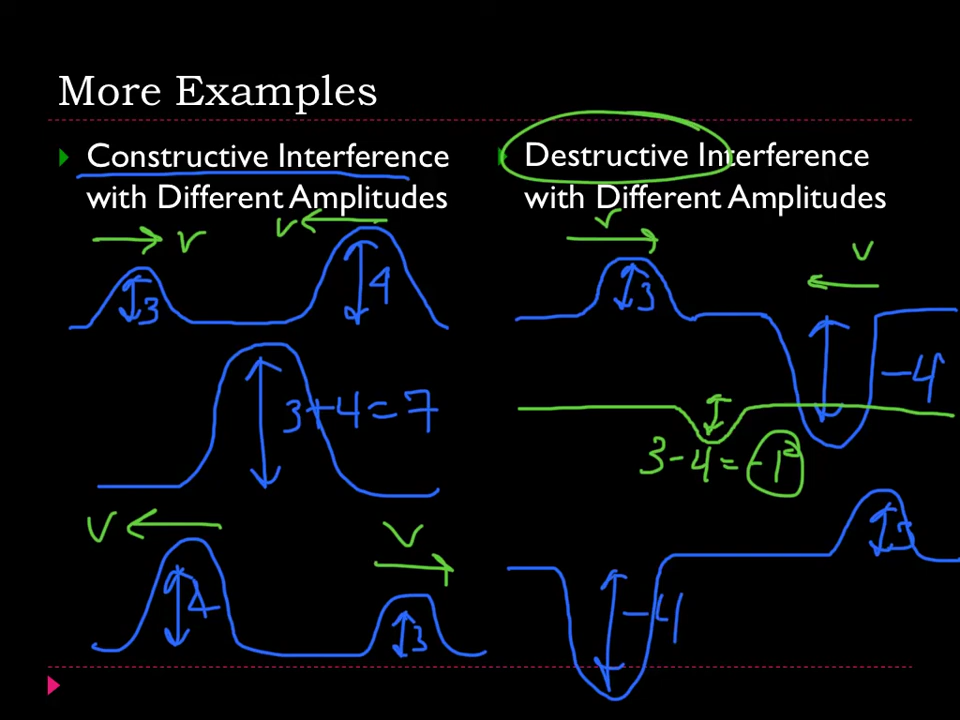 More Examples
Constructive Interference
with Different Amplitudes
v
v
3
4
3+4=7
v
v
4
3
Destructive Interference
with Different Amplitudes
v
v
3
-4
3-4=-1
-4
3